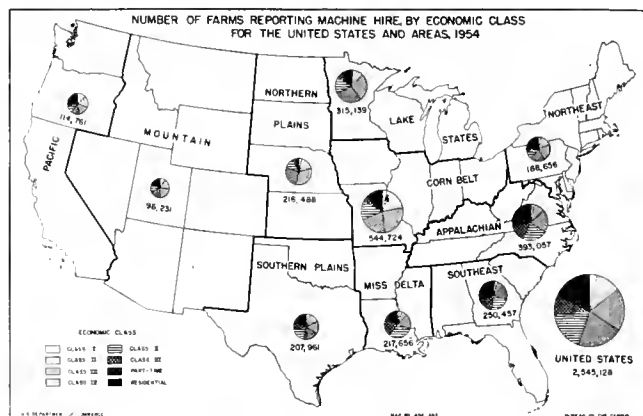 NUMBER OF FARMS REPORTING MACHINE HIRE, BY ECONOMIC CLASS
FOR THE UNITED STATES AND AREAS, 1954
NORTHERN
PLAINS
315,139
LAKE
STATES
NORTHEAST
114,761
MOUNTAIN
PACIFIC
188,656
CORN BELT
96,231
216,488
544,724
APPALACHIAN
393,057
SOUTHERN PLAINS
MISS DELTA
SOUTHEAST
250,457
207,961
217,656
UNITED STATES
2,545,128
ECONOMIC CLASS
CLASS I
CLASS II
CLASS III
CLASS IV
CLASS
CLASS
PART-TIME
RESIDENTIAL